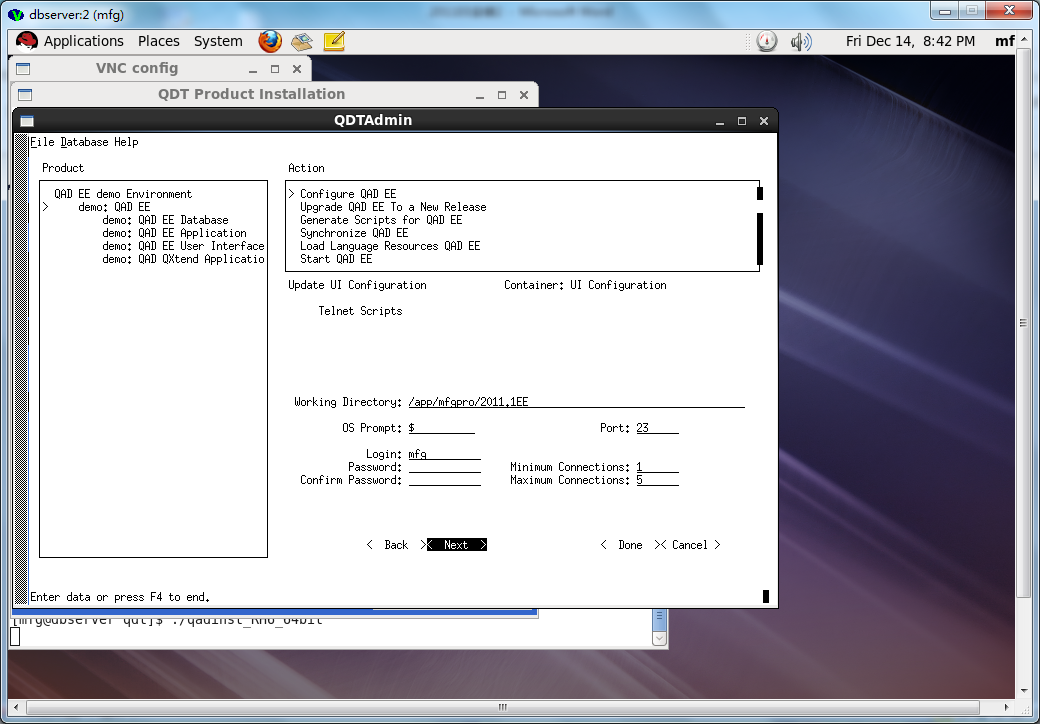 dbserver:2 (mfg)
Applications Places System
Fri Dec 14, 8:42 PM mf
VNC config
QDT Product Installation
QDTAdmin
File Database Help
Product
QAD EE demo Environment
> demo: QAD EE
demo: QAD EE Database
demo: QAD EE Application
demo: QAD EE User Interface
demo: QAD QXtend Applicatio
Action
> Configure QAD EE
Upgrade QAD EE To a New Release
Generate Scripts for QAD EE
Synchronize QAD EE
Load Language Resources QAD EE
Start QAD EE
Update UI Configuration Container: UI Configuration
Telnet Scripts
Working Directory: /app/mfgpro/2011.1EE
OS Prompt: $ Port: 23
Login: mfg
Password: Minimum Connections: 1
Confirm Password: Maximum Connections: 5
< Back >< Next > < Done >< Cancel >
Enter data or press F4 to end.
[mfg@dbserver qdt]$ ./qadinst_RH6_64bit